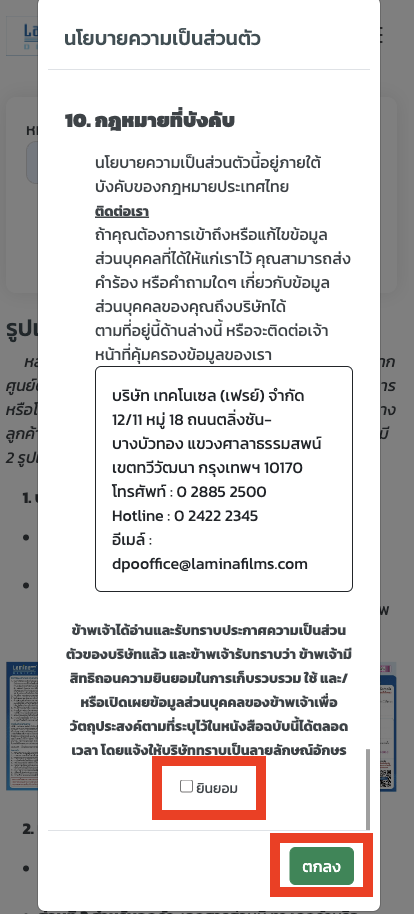 นโยบายความเป็นส่วนตัว
10. กฎหมายที่บังคับ
นโยบายความเป็นส่วนตัวนี้อยู่ภายใต้
บังคับของกฎหมายประเทศไทย
ติดต่อเรา
ถ้าคุณต้องการเข้าถึงหรือแก้ไขข้อมูล
ส่วนบุคคลที่ได้ให้แก่เราไว้ คุณสามารถส่ง
คำร้อง หรือคำถามใดๆ เกี่ยวกับข้อมูล
ส่วนบุคคลของคุณถึงบริษัทได้
ตามที่อยู่นี้ด้านล่างนี้ หรือจะติดต่อเจ้า
หน้าที่คุ้มครองข้อมูลของเรา
บริษัท เทคโนเซล (เฟรย์) จำกัด
12/11 หมู่ 18 ถนนตลิ่งชัน-
บางบัวทอง แขวงศาลาธรรมสพน์
เขตทวีวัฒนา กรุงเทพฯ 10170
โทรศัพท์ : 0 2885 2500
Hotline : 0 2422 2345
อีเมล์ :
dpooffice@laminafilms.com
ข้าพเจ้าได้อ่านและรับทราบประกาศความเป็นส่วน
ตัวของบริษัทแล้ว และข้าพเจ้ารับทราบว่า ข้าพเจ้ามี
สิทธิถอนความยินยอมในการเก็บรวบรวม ใช้ และ/
หรือเปิดเผยข้อมูลส่วนบุคคลของข้าพเจ้าเพื่อ
วัตถุประสงค์ตามที่ระบุไว้ในหนังสือฉบับนี้ได้ตลอด
เวลา โดยแจ้งให้บริษัททราบเป็นลายลักษณ์อักษร
ยินยอม
ตกลง